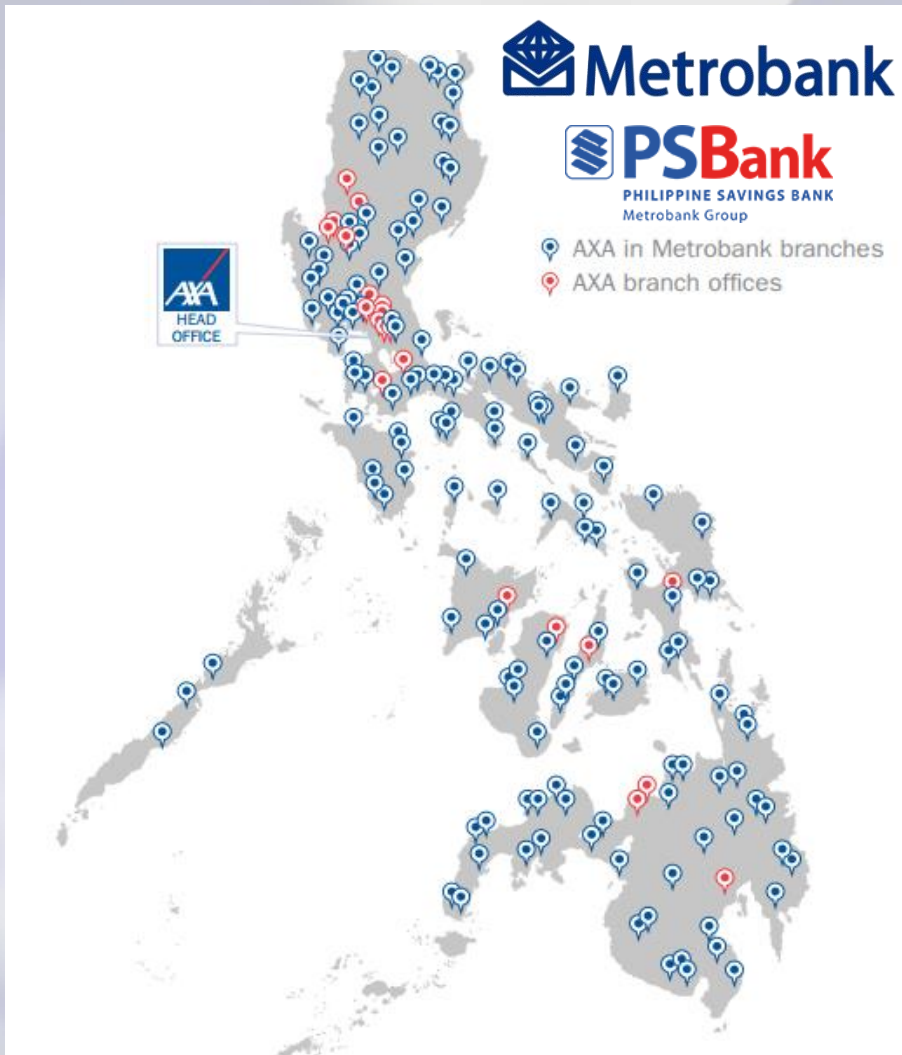 Metrobank
PSBank
PHILIPPINE SAVINGS BANK
Metrobank Group
AXA in Metrobank branches
AXA branch offices
AXA
HEAD
OFFICE